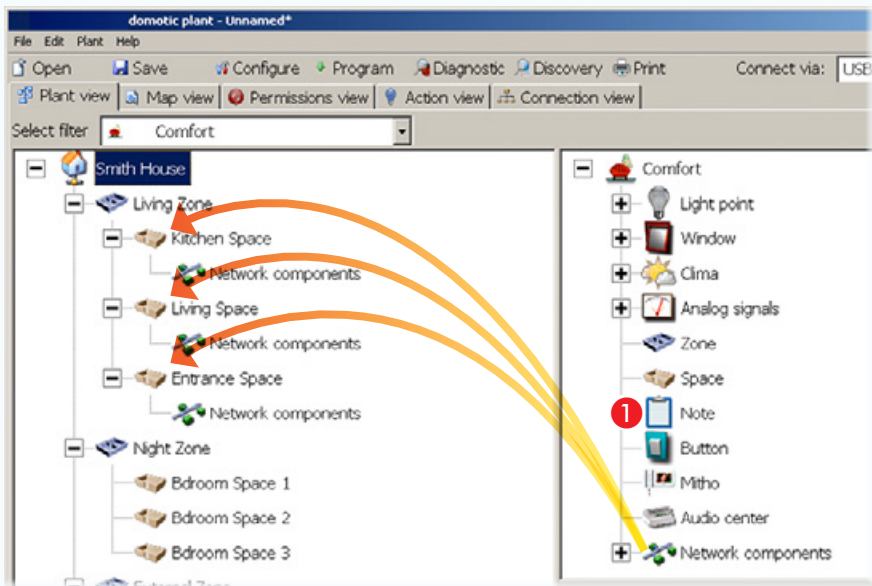 domotic plant - Unnamed*
File Edit Plant Help
Open Save Configure Program Diagnostic Discovery Print Connect via: USB
Plant view Map view Permissions view Action view Connection view
Select filter Comfort
Smith House
Living Zone
Kitchen Space
Network components
Living Space
Network components
Entrance Space
Network components
Night Zone
Bdroom Space 1
Bdroom Space 2
Bdroom Space 3
External Zone
Comfort
Light point
Window
Clima
Analog signals
Zone
Space
1 Note
Button
Mitho
Audio center
Network components